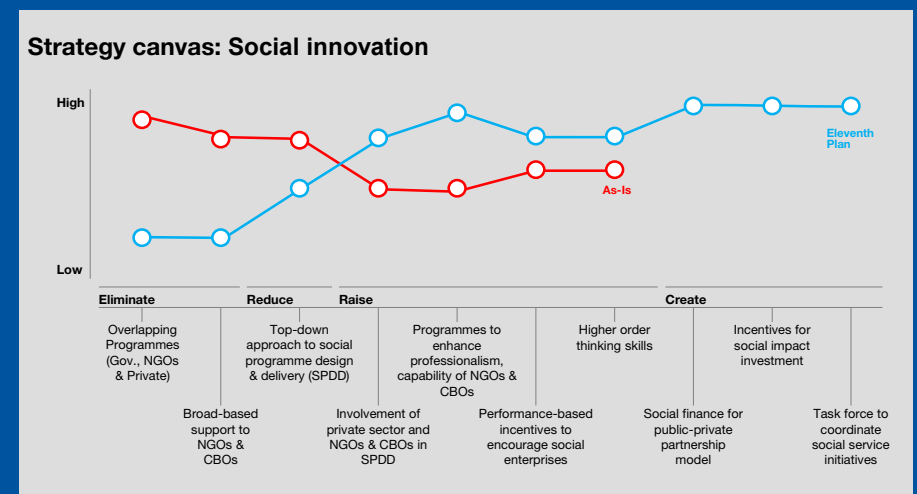 Strategy canvas: Social innovation
High
Low
Eleventh
Plan
As-Is
Eliminate
Reduce
Raise
Create
Overlapping
Programmes
(Gov., NGOs
& Private)
Broad-based
support to
NGOs &
CBOs
Top-down
approach to social
programme design
& delivery (SPDD)
Involvement of
private sector and
NGOs & CBOs in
SPDD
Programmes to
enhance
professionalism,
capability of NGOs &
CBOs
Performance-based
incentives to
encourage social
enterprises
Higher order
thinking skills
Social finance for
public-private
partnership
model
Incentives for
social impact
investment
Task force to
coordinate
social service
initiatives